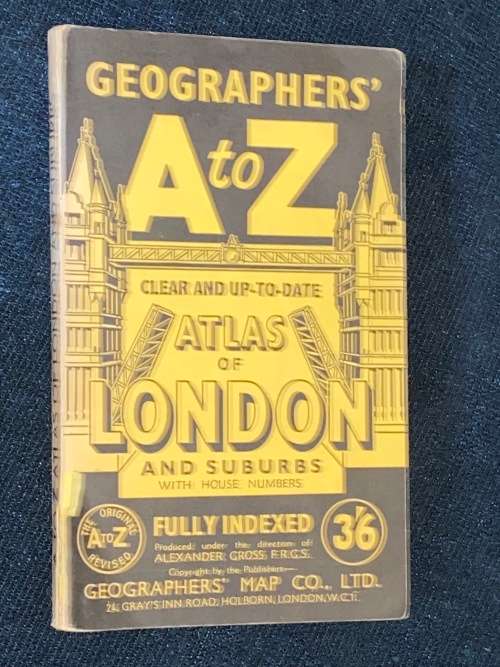 GEOGRAPHERS'
A to Z
CLEAR AND UP-TO-DATE
ATLAS
OF
LONDON
AND SUBURBS
WITH HOUSE NUMBERS
THE ORIGINAL
A TO Z
REVISED
FULLY INDEXED
3'6
Produced under the direction of
ALEXANDER GROSS F.R.G.S.
Copyright by the Publishers—
GEOGRAPHERS' MAP CO., LTD.
24, GRAY'S INN ROAD, HOLBORN, LONDON, W.C.1.